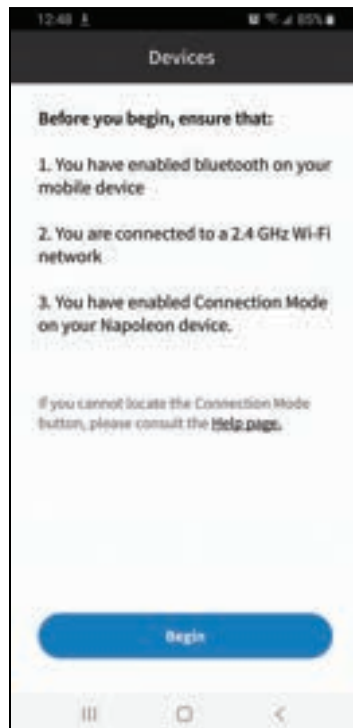 12:48 85%
Devices
Before you begin, ensure that:
1. You have enabled bluetooth on your
mobile device
2. You are connected to a 2.4 GHz Wi-Fi
network
3. You have enabled Connection Mode
on your Napoleon device.
If you cannot locate the Connection Mode
button, please consult the Help page.
Begin